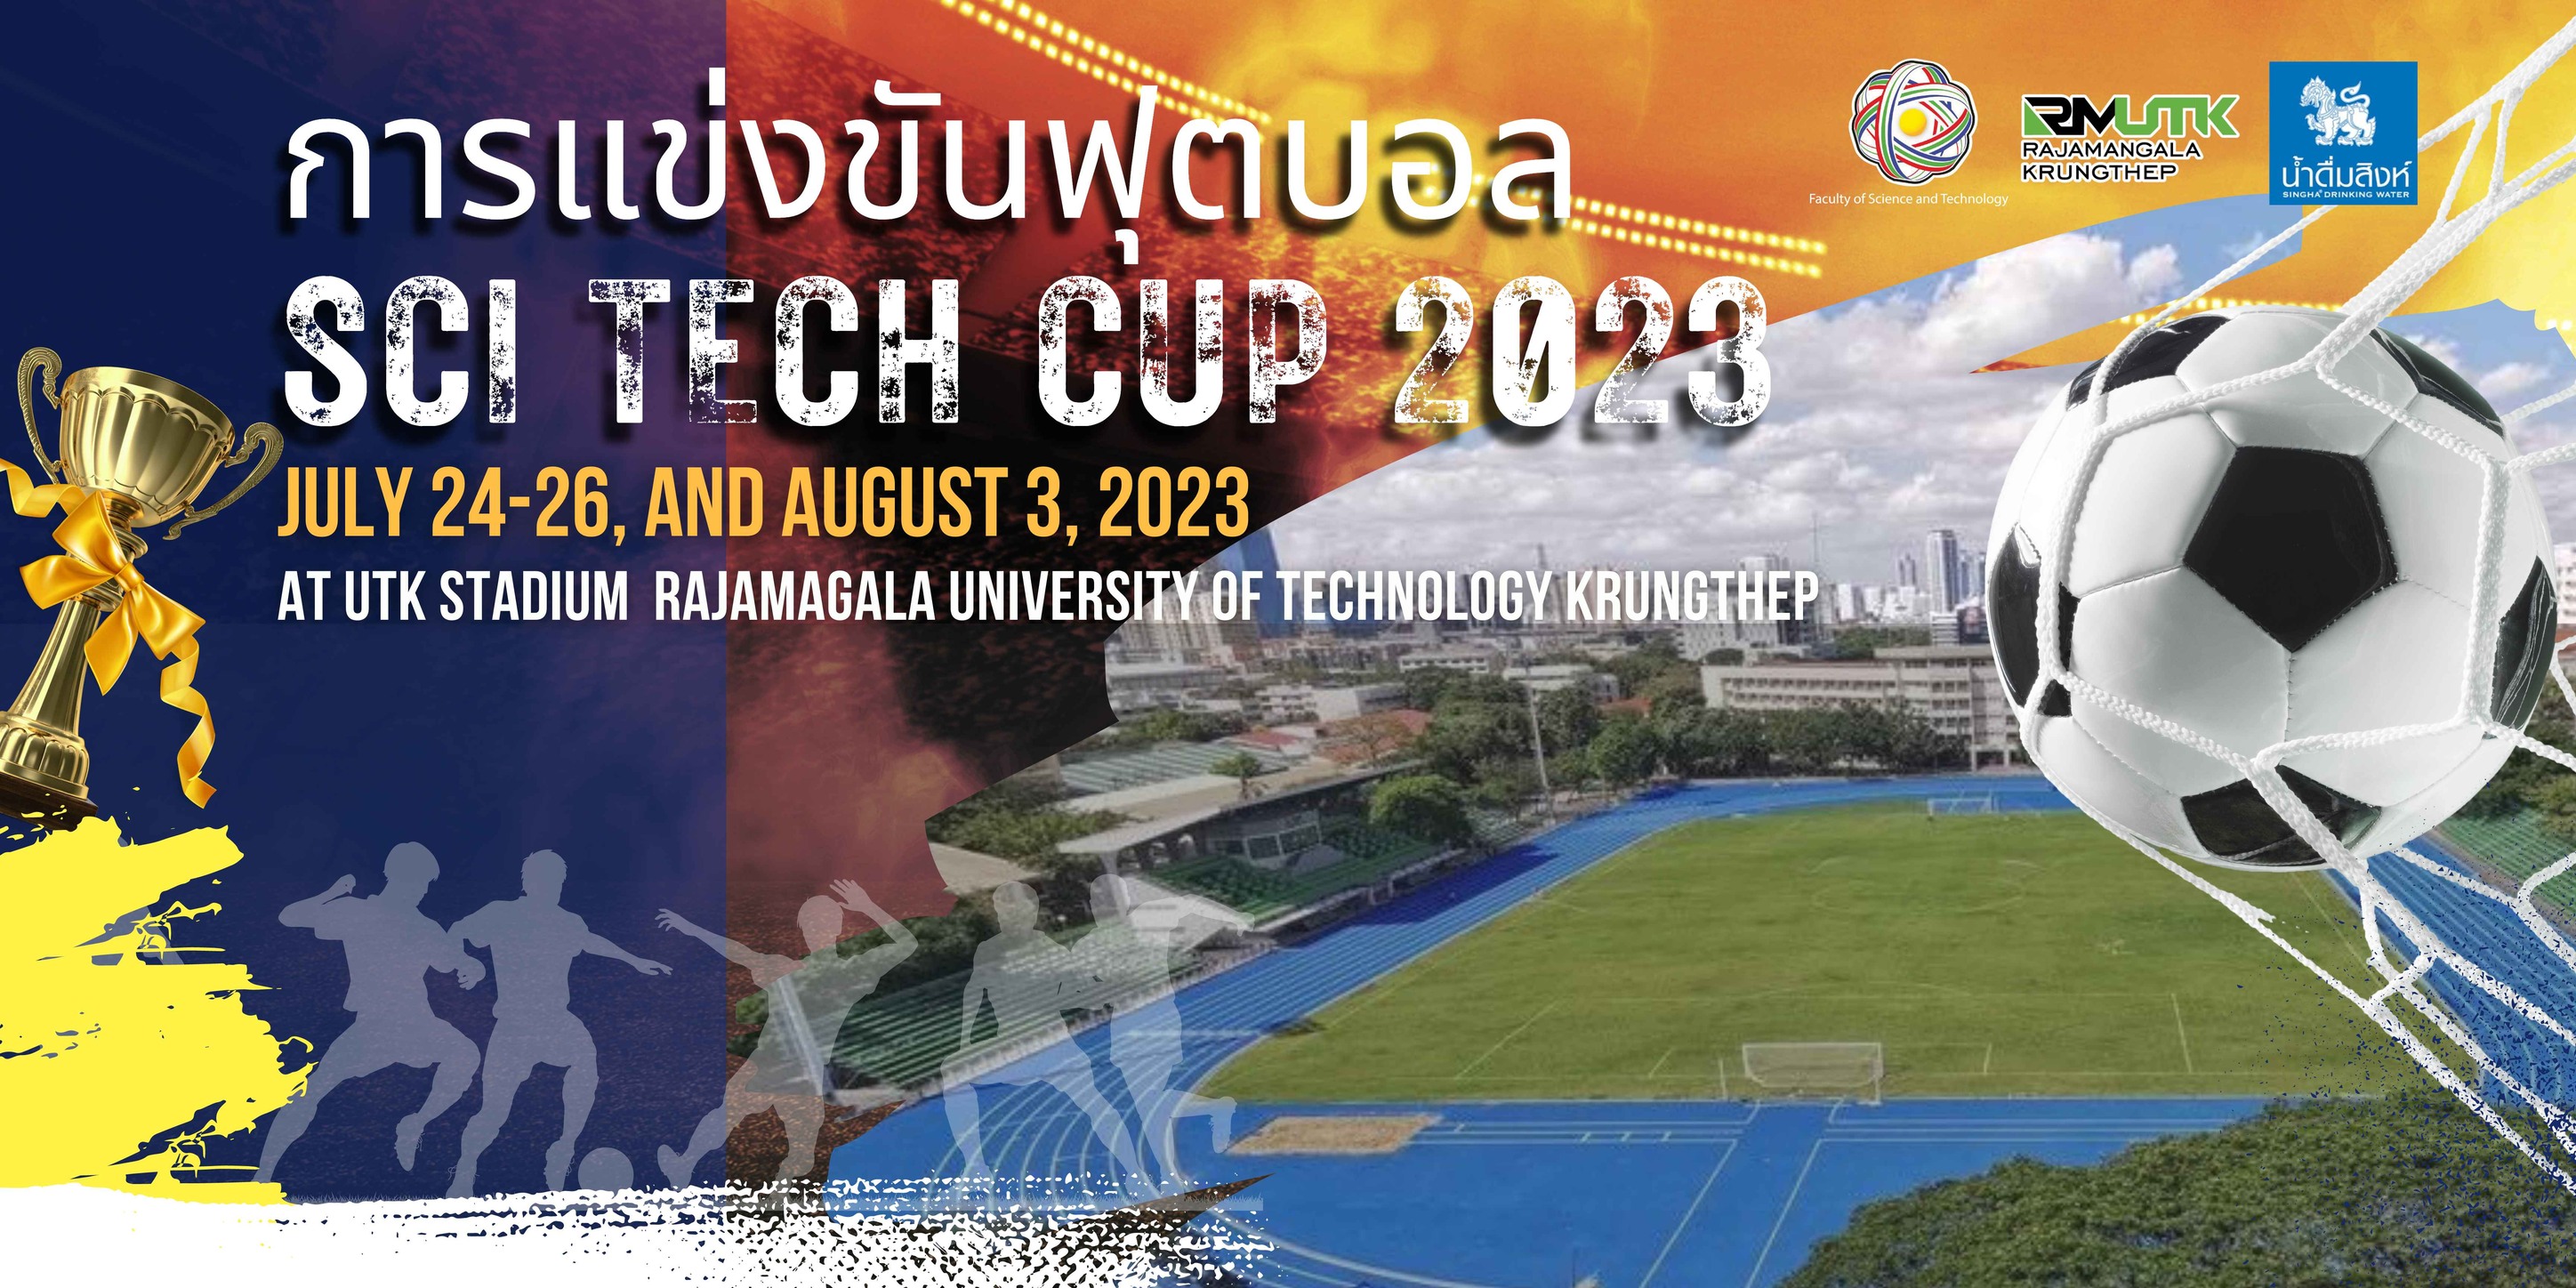 การแข่งขันฟุตบอล
SCI TECH CUP 2023
JULY 24-26, AND AUGUST 3, 2023
AT UTK STADIUM RAJAMAGALA UNIVERSITY OF TECHNOLOGY KRUNGTHEP
Faculty of Science and Technology
RMUTK
RAJAMANGALA
KRUNGTHEP
น้ำดื่มสิงห์
SINGHA® DRINKING WATER